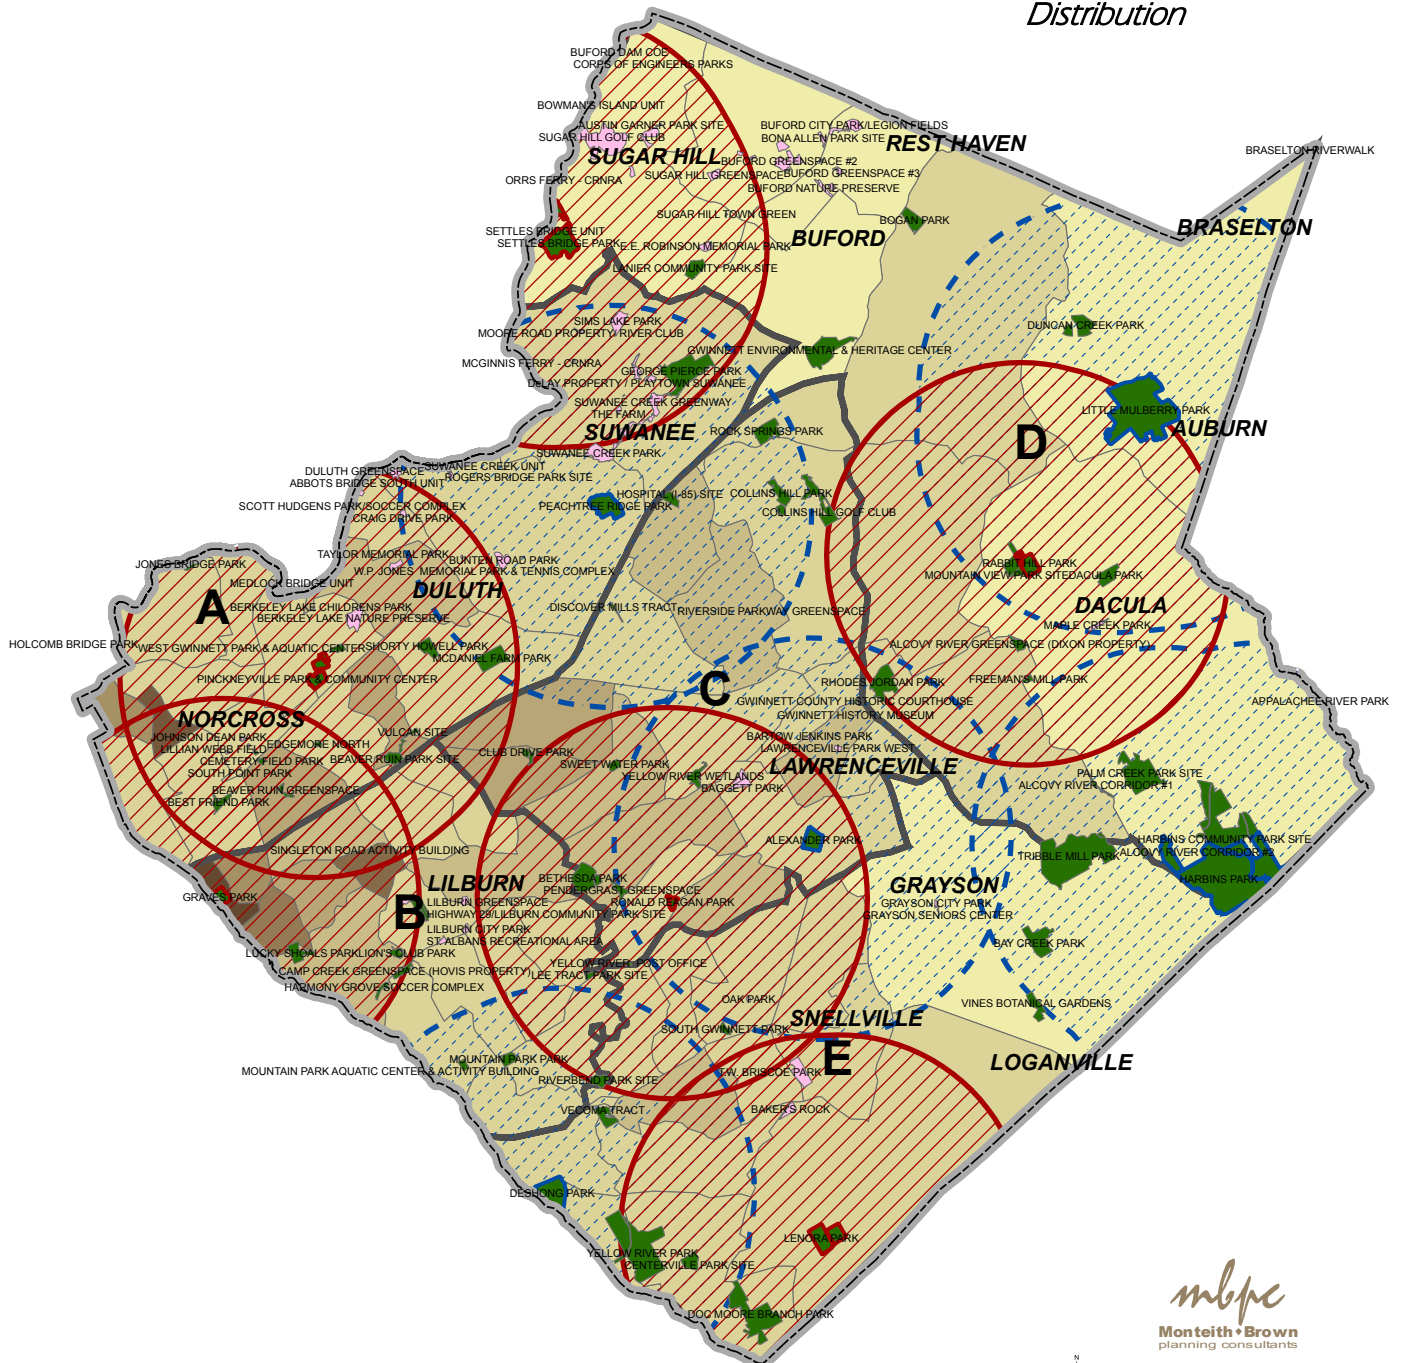 Distribution
BUFORD DAM COE
CORPS OF ENGINEERS PARKS
BOWMAN'S ISLAND UNIT
AUSTIN GARNER PARK SITE
SUGAR HILL GOLF CLUB
BUFORD CITY PARK/LEGION FIELDS
BONA ALLEN PARK SITE
REST HAVEN
BRASELTON RIVERWALK
SUGAR HILL
BUFORD GREENSPACE #2
SUGAR HILL GREENSPACE
BUFORD GREENSPACE #3
ORRS FERRY - CRNRA
BUFORD NATURE PRESERVE
SUGAR HILL TOWN GREEN
BOGAN PARK
BRASELTON
SETTLES BRIDGE UNIT
SETTLES BRIDGE PARK
E.E. ROBINSON MEMORIAL PARK
BUFORD
LANIER COMMUNITY PARK SITE
SIMS LAKE PARK
MOORE ROAD PROPERTY/ RIVER CLUB
DUNCAN CREEK PARK
GWINNETT ENVIRONMENTAL & HERITAGE CENTER
MCGINNIS FERRY - CRNRA
GEORGE PIERCE PARK
DeLAY PROPERTY / PLAYTOWN SUWANEE
SUWANEE CREEK GREENWAY
THE FARM
LITTLE MULBERRY PARK
SUWANEE
ROCK SPRINGS PARK
D
AUBURN
SUWANEE CREEK PARK
DULUTH GREENSPACE
SUWANEE CREEK UNIT
ABBOTS BRIDGE SOUTH UNIT
ROGERS BRIDGE PARK SITE
HOSPITAL (I-85) SITE
COLLINS HILL PARK
SCOTT HUDGENS PARK/SOCCER COMPLEX
PEACHTREE RIDGE PARK
COLLINS HILL GOLF CLUB
CRAIG DRIVE PARK
TAYLOR MEMORIAL PARK
BUNTEN ROAD PARK
JONES BRIDGE PARK
W.P. JONES MEMORIAL PARK & TENNIS COMPLEX
RABBIT HILL PARK
MOUNTAIN VIEW PARK SITE
DACULA PARK
MEDLOCK BRIDGE UNIT
DULUTH
A
BERKELEY LAKE CHILDRENS PARK
BERKELEY LAKE NATURE PRESERVE
DISCOVER MILLS TRACT
RIVERSIDE PARKWAY GREENSPACE
DACULA
MAPLE CREEK PARK
HOLCOMB BRIDGE PARK
WEST GWINNETT PARK & AQUATIC CENTER
SHORTY HOWELL PARK
MCDANIEL FARM PARK
ALCOVY RIVER GREENSPACE (DIXON PROPERTY)
PINCKNEYVILLE PARK & COMMUNITY CENTER
RHODES JORDAN PARK
FREEMAN'S MILL PARK
C
GWINNETT COUNTY HISTORIC COURTHOUSE
APPALACHEE RIVER PARK
GWINNETT HISTORY MUSEUM
NORCROSS
JOHNSON DEAN PARK
LILLIAN WEBB FIELD
EDGEMORE NORTH
VULCAN SITE
CEMETERY FIELD PARK
BEAVER RUIN PARK SITE
CLUB DRIVE PARK
BARTOW JENKINS PARK
LAWRENCEVILLE PARK WEST
SOUTH POINT PARK
SWEET WATER PARK
LAWRENCEVILLE
YELLOW RIVER WETLANDS
BAGGETT PARK
PALM CREEK PARK SITE
ALCOVY RIVER CORRIDOR #1
BEAVER RUIN GREENSPACE
BEST FRIEND PARK
ALEXANDER PARK
HARBINS COMMUNITY PARK SITE
SINGLETON ROAD ACTIVITY BUILDING
TRIBBLE MILL PARK
ALCOVY RIVER CORRIDOR #2
BETHESDA PARK
HARBINS PARK
LILBURN
PENDERGRAST GREENSPACE
GRAYSON
GRAVES PARK
B
LILBURN GREENSPACE
RONALD REAGAN PARK
GRAYSON CITY PARK
HIGHWAY 29/LILBURN COMMUNITY PARK SITE
GRAYSON SENIORS CENTER
LILBURN CITY PARK
ST. ALBANS RECREATIONAL AREA
BAY CREEK PARK
LUCKY SHOALS PARK
LION'S CLUB PARK
YELLOW RIVER POST OFFICE
CAMP CREEK GREENSPACE (HOVIS PROPERTY)
LEE TRACT PARK SITE
HARMONY GROVE SOCCER COMPLEX
OAK PARK
VINES BOTANICAL GARDENS
SNELLVILLE
SOUTH GWINNETT PARK
E
MOUNTAIN PARK PARK
LOGANVILLE
MOUNTAIN PARK AQUATIC CENTER & ACTIVITY BUILDING
T.W. BRISCOE PARK
RIVERBEND PARK SITE
VECOMA TRACT
BAKER'S ROCK
DESHONG PARK
LENORA PARK
YELLOW RIVER PARK
CENTERVILLE PARK SITE
DOC MOORE BRANCH PARK
mbpc
Monteith♦Brown
planning consultants
N